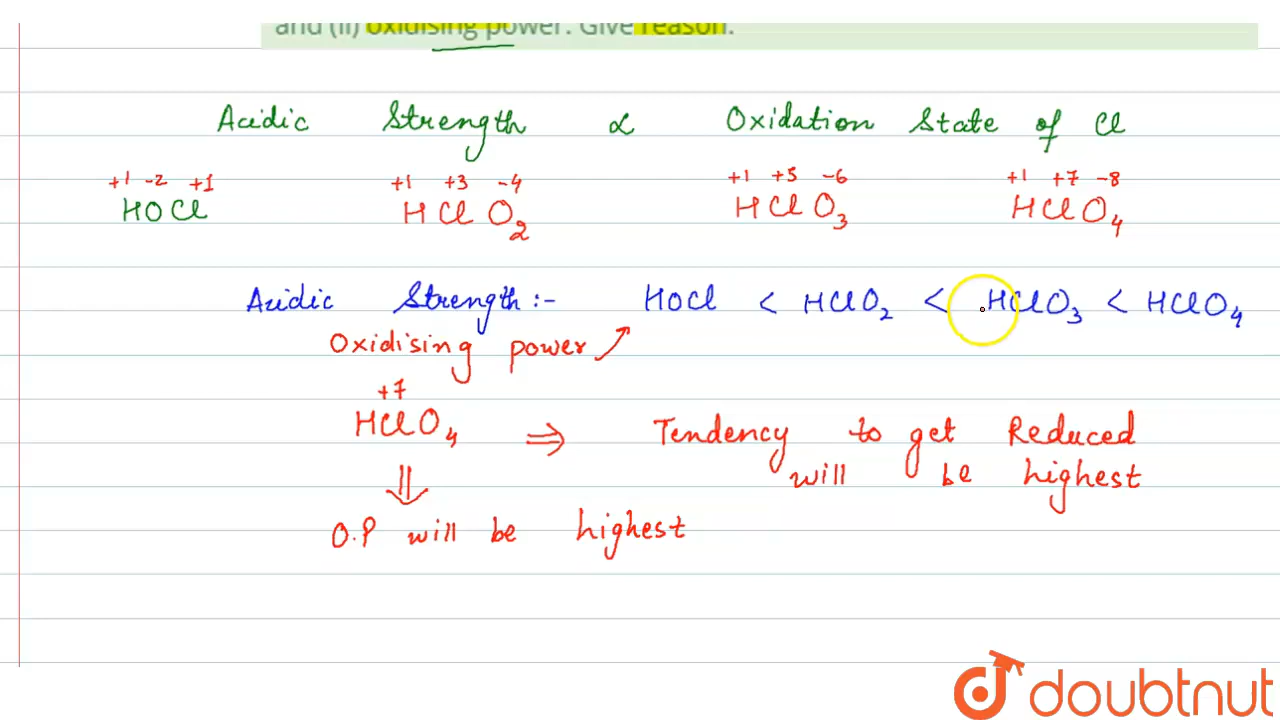 and (ii) oxidising power. Give reason.
Acidic Strength α Oxidation State of Cl
+1 -2 +1 +1 +3 -4 +1 +5 -6 +1 +7 -8
HOCl HClO2 HClO3 HClO4
Acidic Strength :- HOCl < HClO2 < HClO3 < HClO4
Oxidising power
+7
HClO4 ⇒ Tendency to get Reduced
will be highest
⇓
O.P will be highest
doubtnut